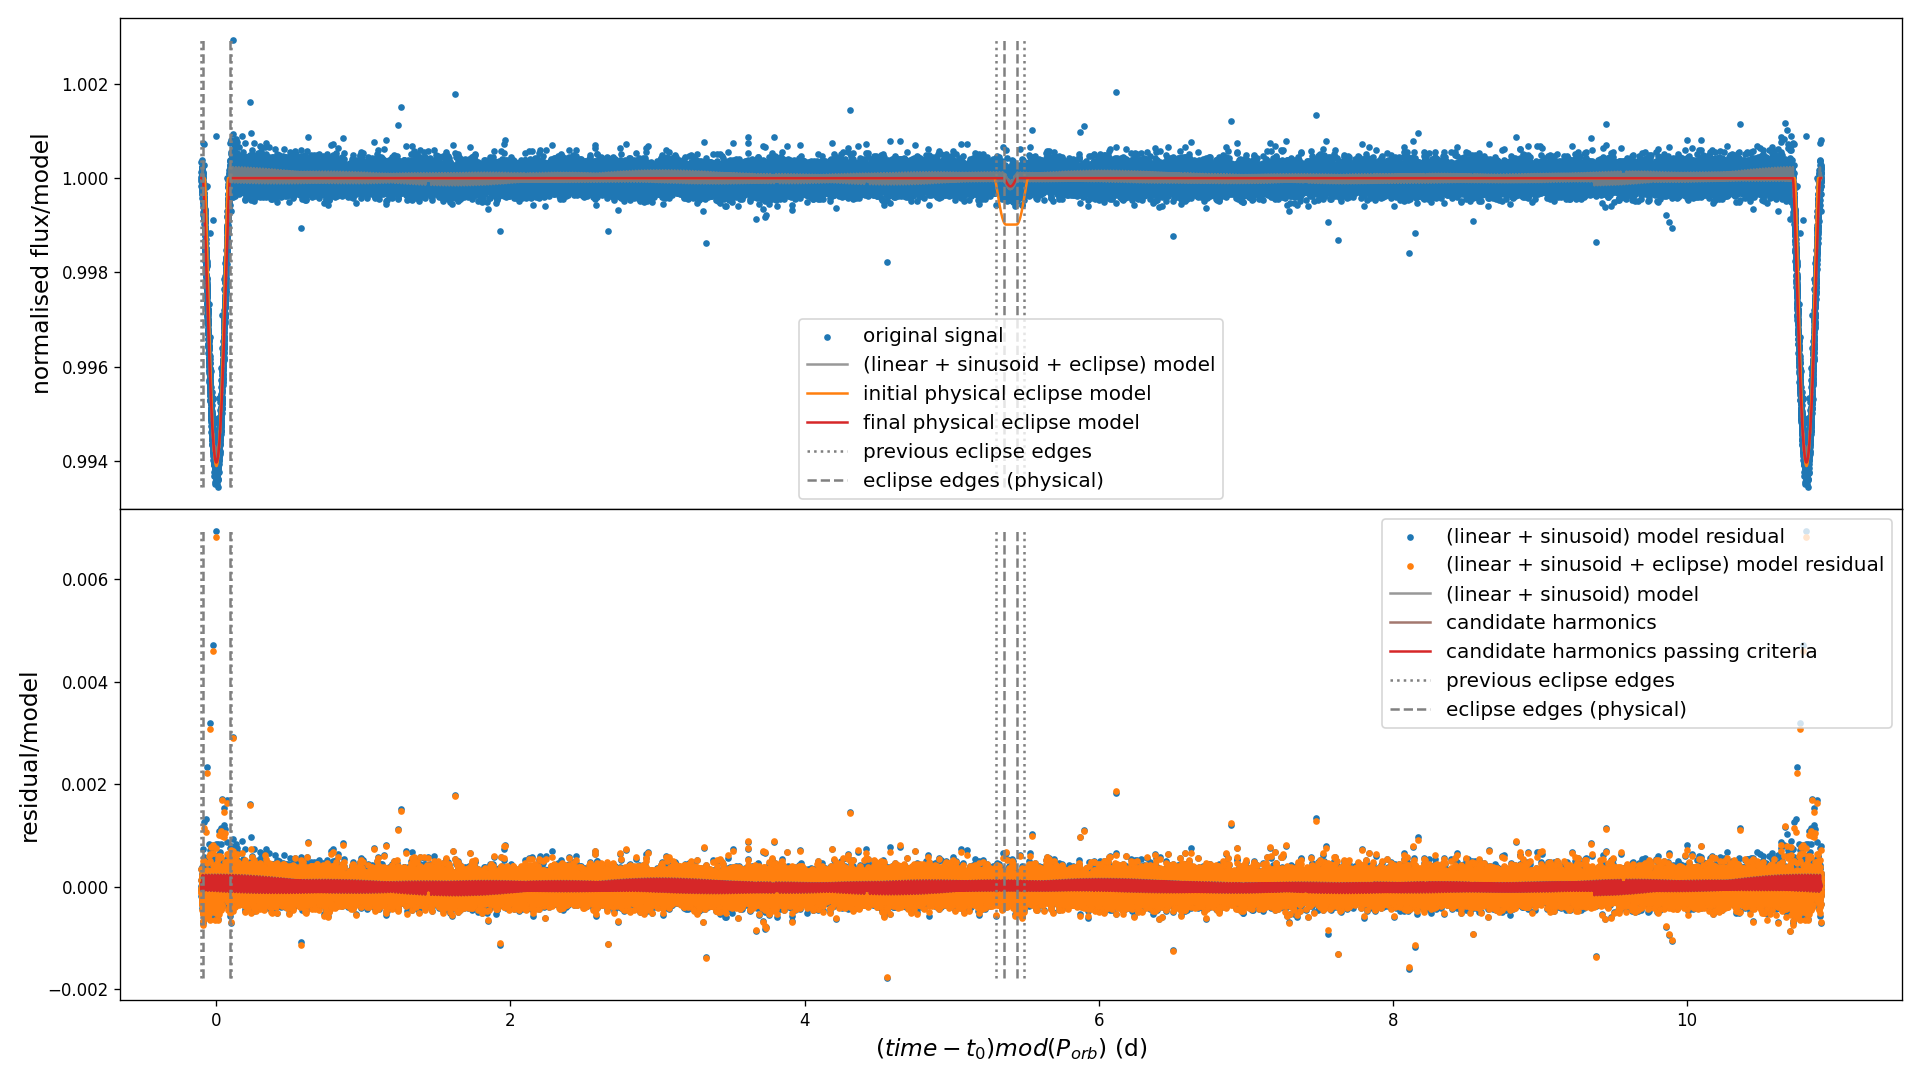 normalised flux/model
1.002
1.000
0.998
0.996
0.994
original signal
(linear + sinusoid + eclipse) model
initial physical eclipse model
final physical eclipse model
previous eclipse edges
eclipse edges (physical)
residual/model
0.006
0.004
0.002
0.000
−0.002
(linear + sinusoid) model residual
(linear + sinusoid + eclipse) model residual
(linear + sinusoid) model
candidate harmonics
candidate harmonics passing criteria
previous eclipse edges
eclipse edges (physical)
0 2 4 6 8 10
(time − t₀)mod(P_orb) (d)